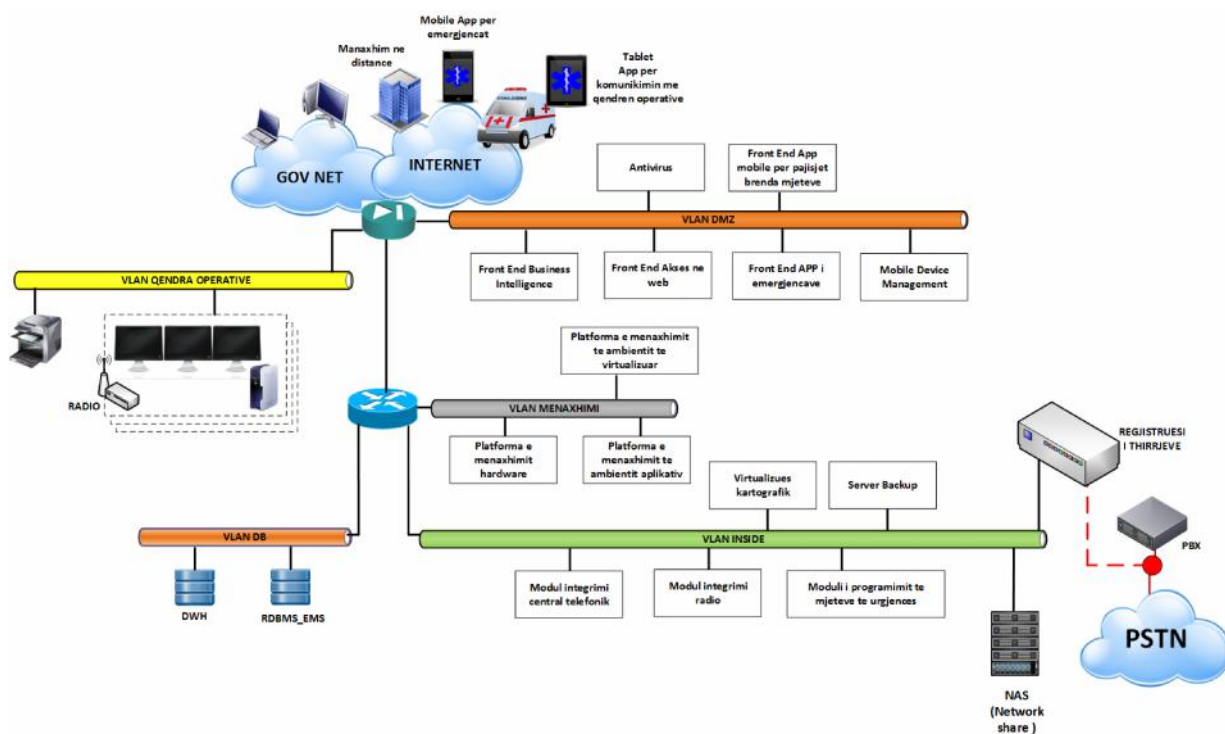 Mobile App per
emergjencat
Manaxhim ne
distance
Tablet
App per
komunikimin me
qendren operative
GOV NET
INTERNET
Antivirus
Front End App
mobile per pajisjet
brenda mjeteve
VLAN DMZ
Front End Business
Intelligence
Front End Akses ne
web
Front End APP i
emergjencave
Mobile Device
Management
VLAN QENDRA OPERATIVE
RADIO
Platforma e menaxhimit
te ambientit te
virtualizuar
VLAN MENAXHIMI
Platforma e
menaxhimit
hardware
Platforma e
menaxhimit te
ambientit aplikativ
REGJISTRUESI
I THIRRJEVE
Virtualizues
kartografik
Server Backup
VLAN DB
VLAN INSIDE
PBX
DWH
RDBMS_EMS
Modul integrimi
central telefonik
Modul integrimi
radio
Moduli i programimit te
mjeteve te urgjences
PSTN
NAS
(Network
share )